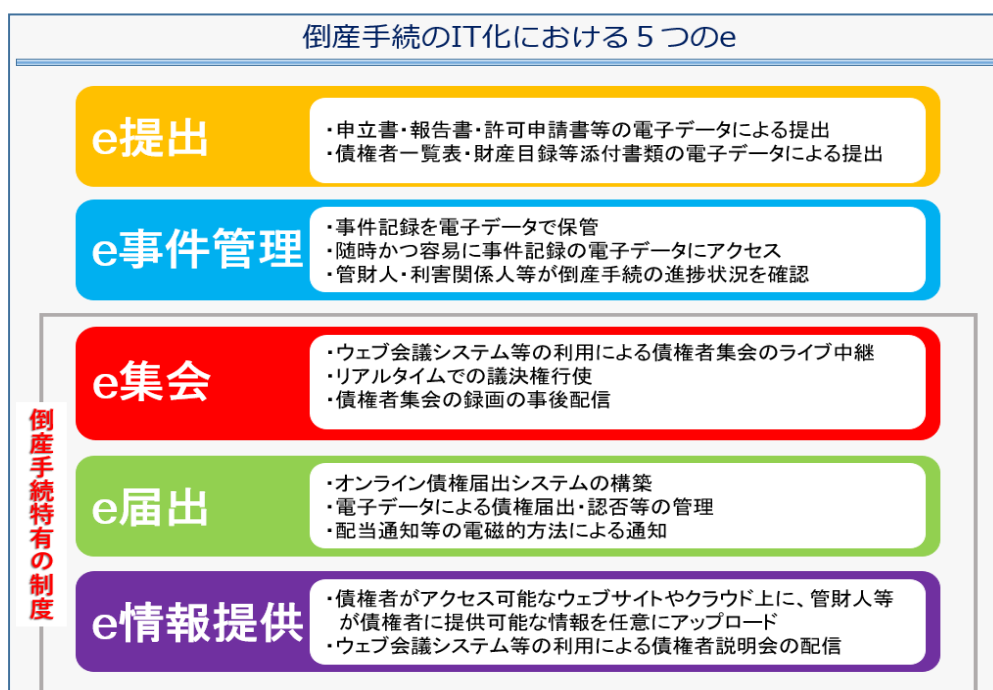 倒産手続のIT化における５つのe
e提出
・申立書・報告書・許可申請書等の電子データによる提出
・債権者一覧表・財産目録等添付書類の電子データによる提出
e事件管理
・事件記録を電子データで保管
・随時かつ容易に事件記録の電子データにアクセス
・管財人・利害関係人等が倒産手続の進捗状況を確認
倒産手続特有の制度
e集会
・ウェブ会議システム等の利用による債権者集会のライブ中継
・リアルタイムでの議決権行使
・債権者集会の録画の事後配信
e届出
・オンライン債権届出システムの構築
・電子データによる債権届出・認否等の管理
・配当通知等の電磁的方法による通知
e情報提供
・債権者がアクセス可能なウェブサイトやクラウド上に、管財人等
が債権者に提供可能な情報を任意にアップロード
・ウェブ会議システム等の利用による債権者説明会の配信